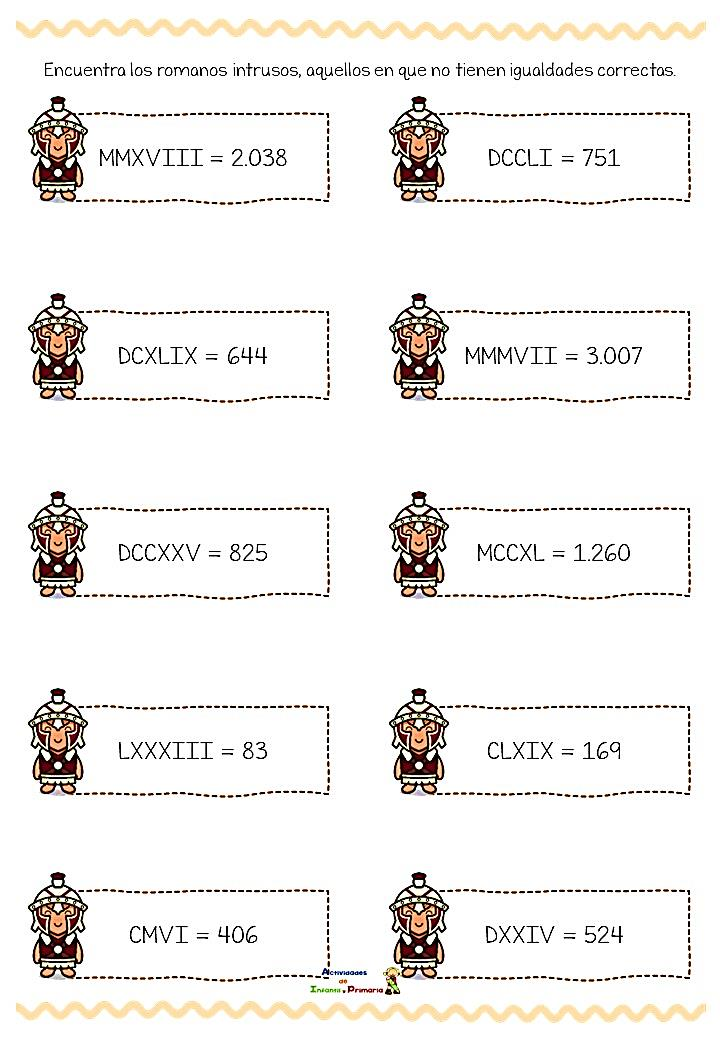 Encuentra los romanos intrusos, aquellos en que no tienen igualdades correctas.
MMXVIII = 2.038
DCCLI = 751
DCXLIX = 644
MMMVII = 3.007
DCCXXV = 825
MCCXL = 1.260
LXXXIII = 83
CLXIX = 169
CMVI = 406
DXXIV = 524
Actividades
de
Infantil y Primaria